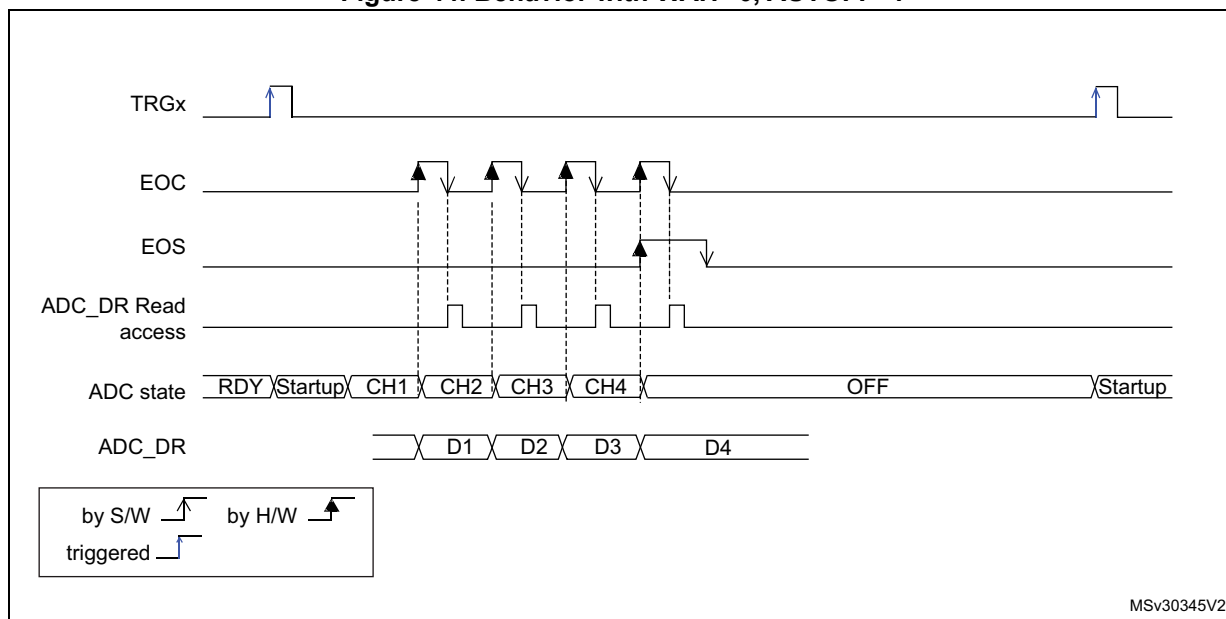 TRGx
EOC
EOS
ADC_DR Read
access
ADC state RDY Startup CH1 CH2 CH3 CH4 OFF Startup
ADC_DR D1 D2 D3 D4
by S/W by H/W
triggered
MSv30345V2